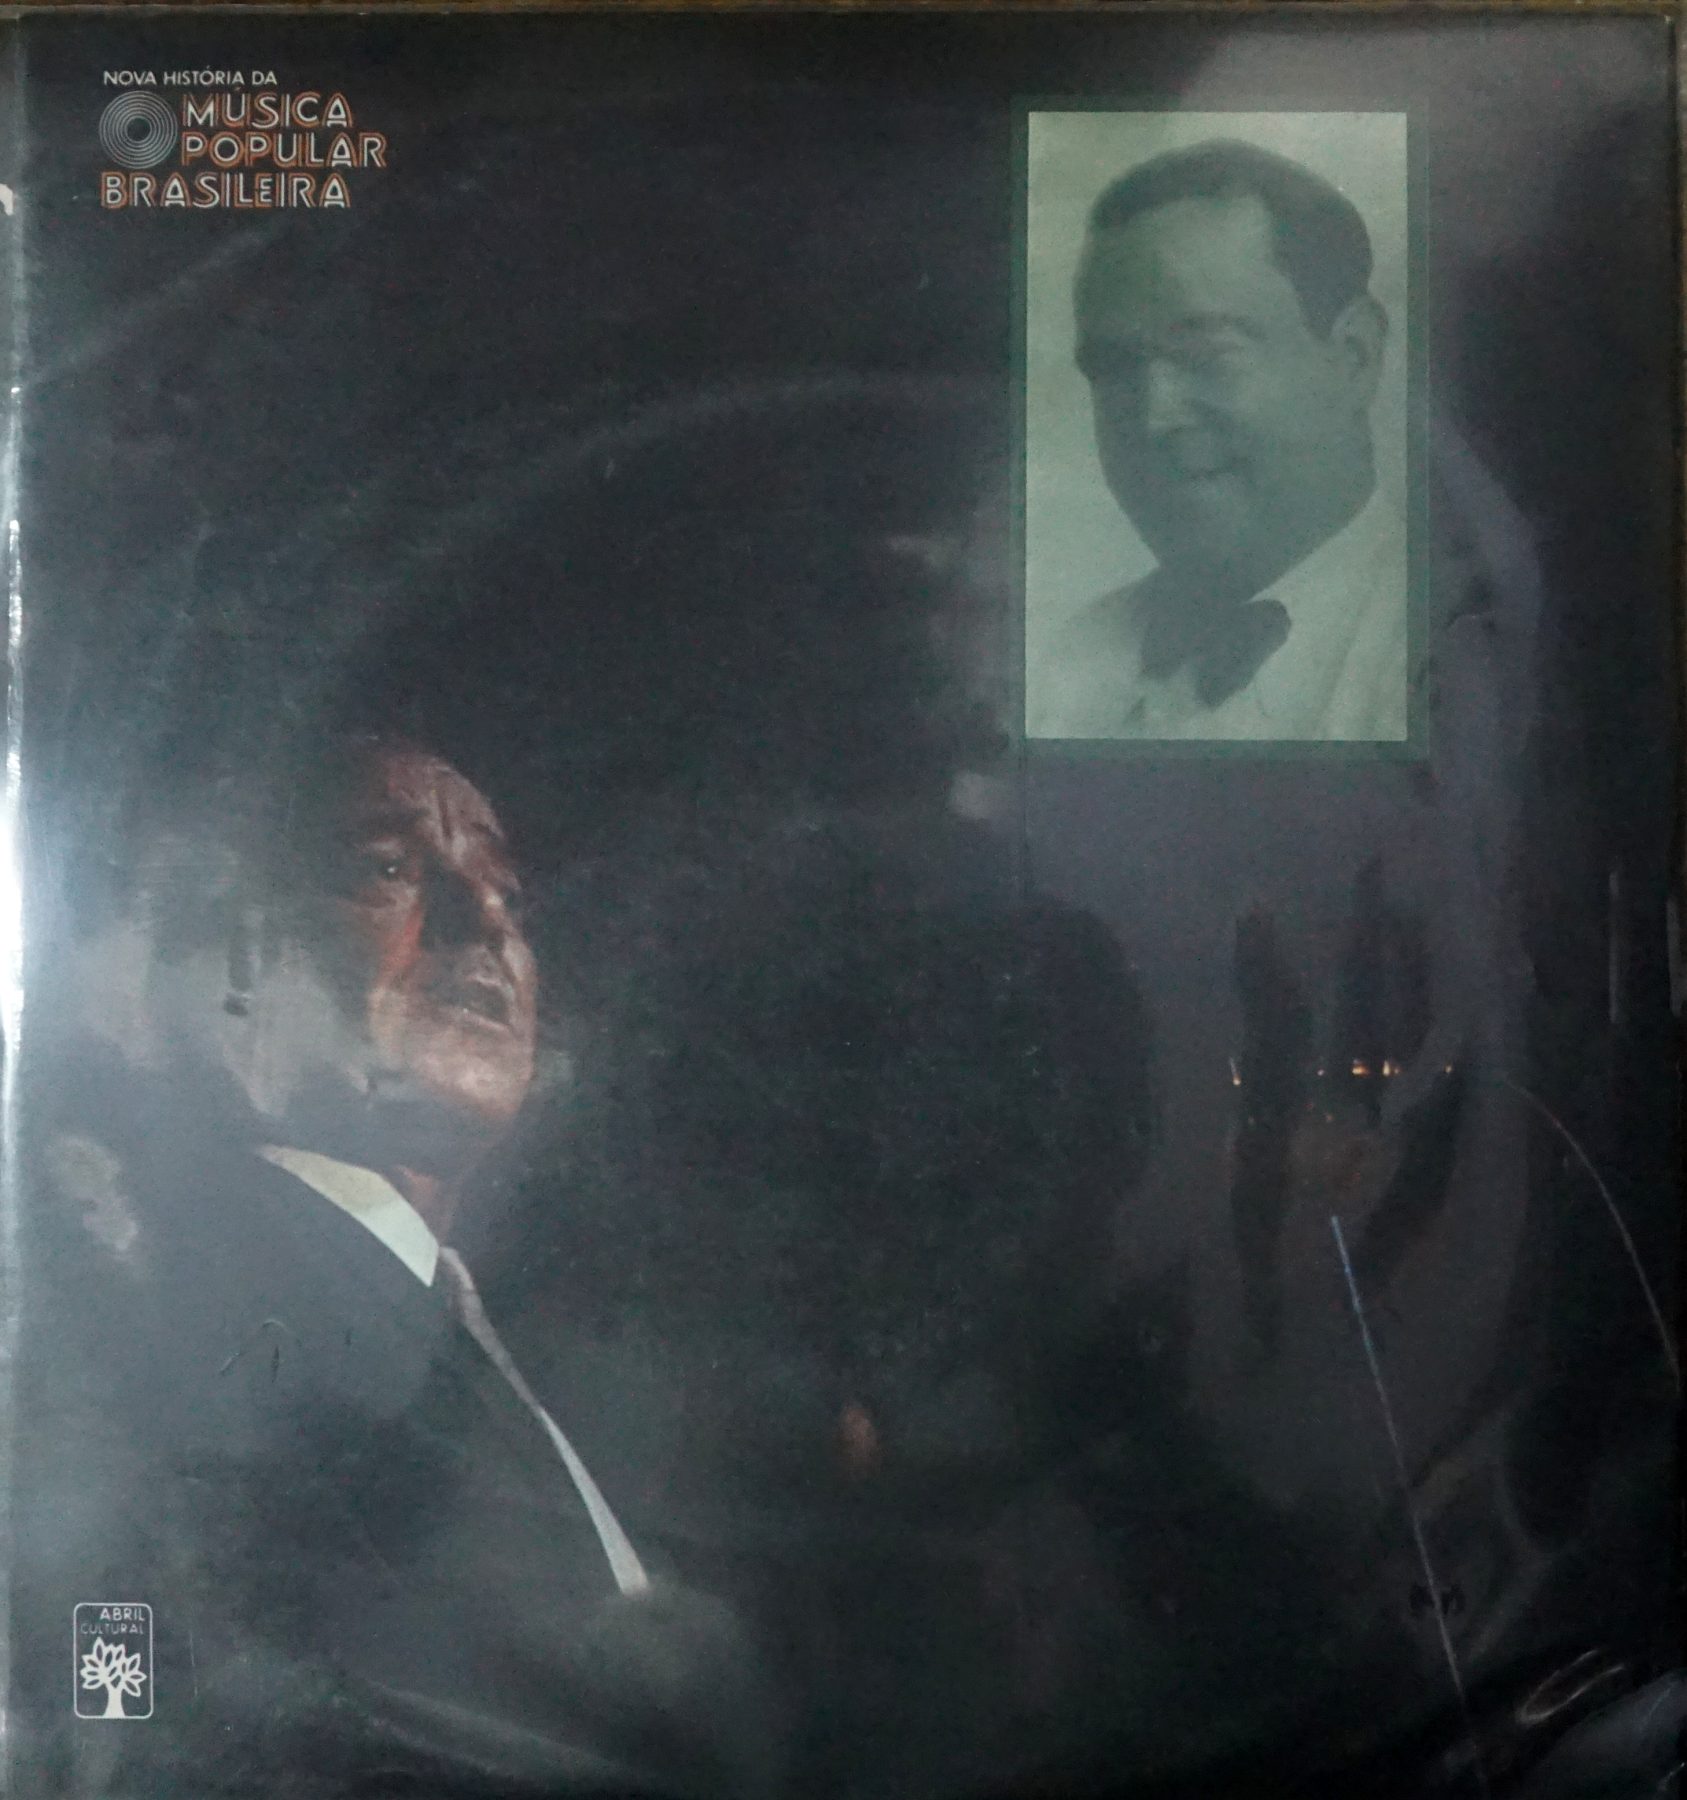 NOVA HISTÓRIA DA
MÚSICA
POPULAR
BRASILEIRA
ABRIL
CULTURAL